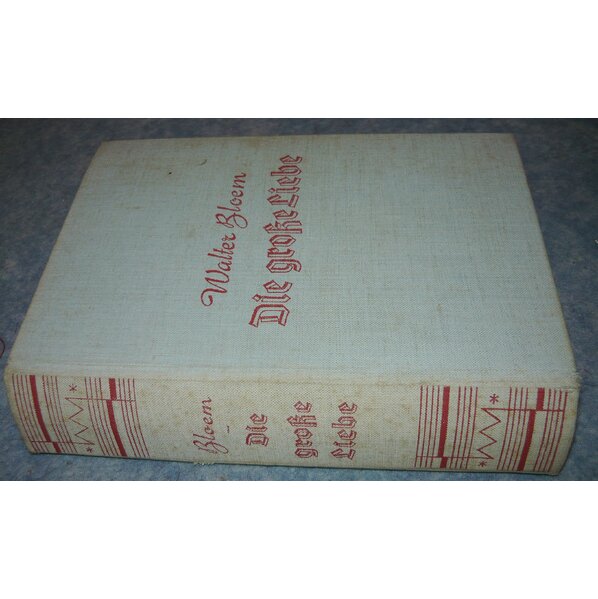 Walter Bloem
Die große Liebe
Bloem
Die
große
Liebe